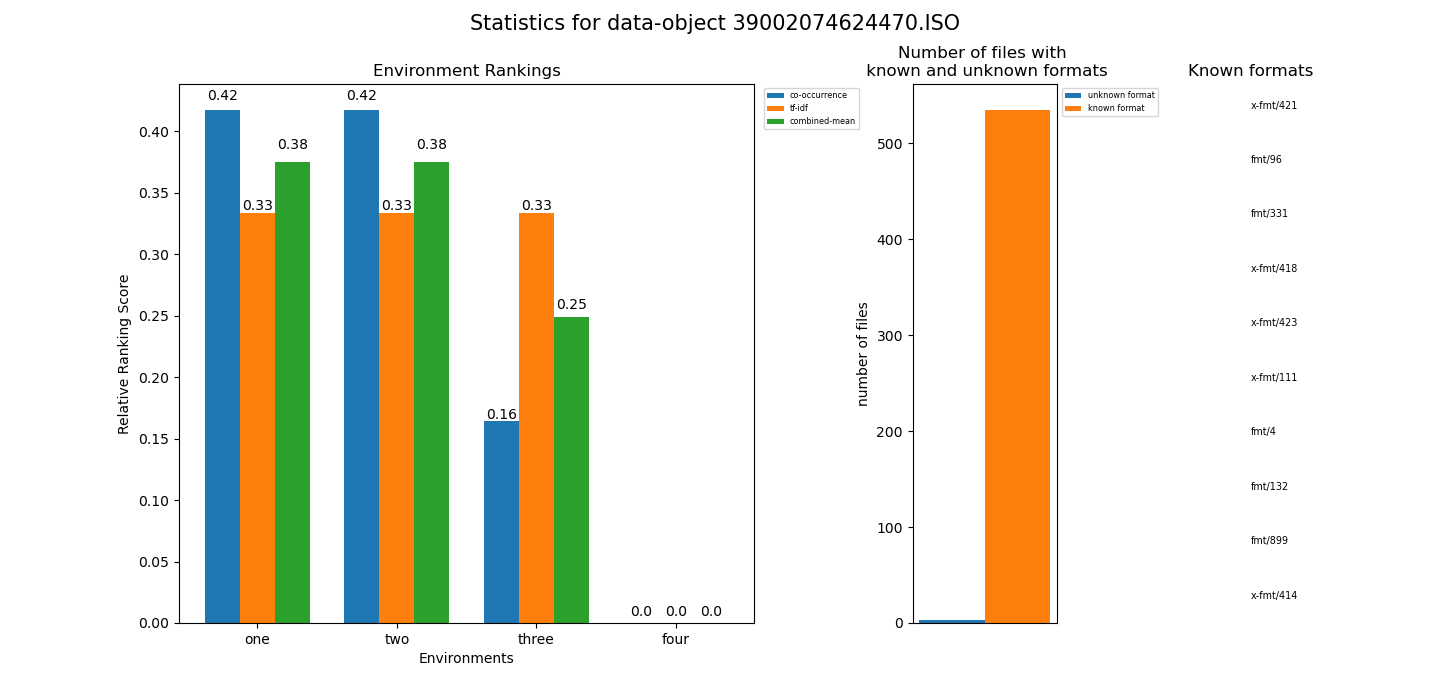 Statistics for data-object 39002074624470.ISO
Environment Rankings
0.42
0.33
0.38
0.42
0.33
0.38
0.16
0.33
0.25
0.0
0.0
0.0
0.40
0.35
0.30
0.25
0.20
0.15
0.10
0.05
0.00
Relative Ranking Score
one
two
three
four
Environments
co-occurrence
tf-idf
combined-mean
Number of files with
known and unknown formats
500
400
300
200
100
0
number of files
unknown format
known format
Known formats
x-fmt/421
fmt/96
fmt/331
x-fmt/418
x-fmt/423
x-fmt/111
fmt/4
fmt/132
fmt/899
x-fmt/414